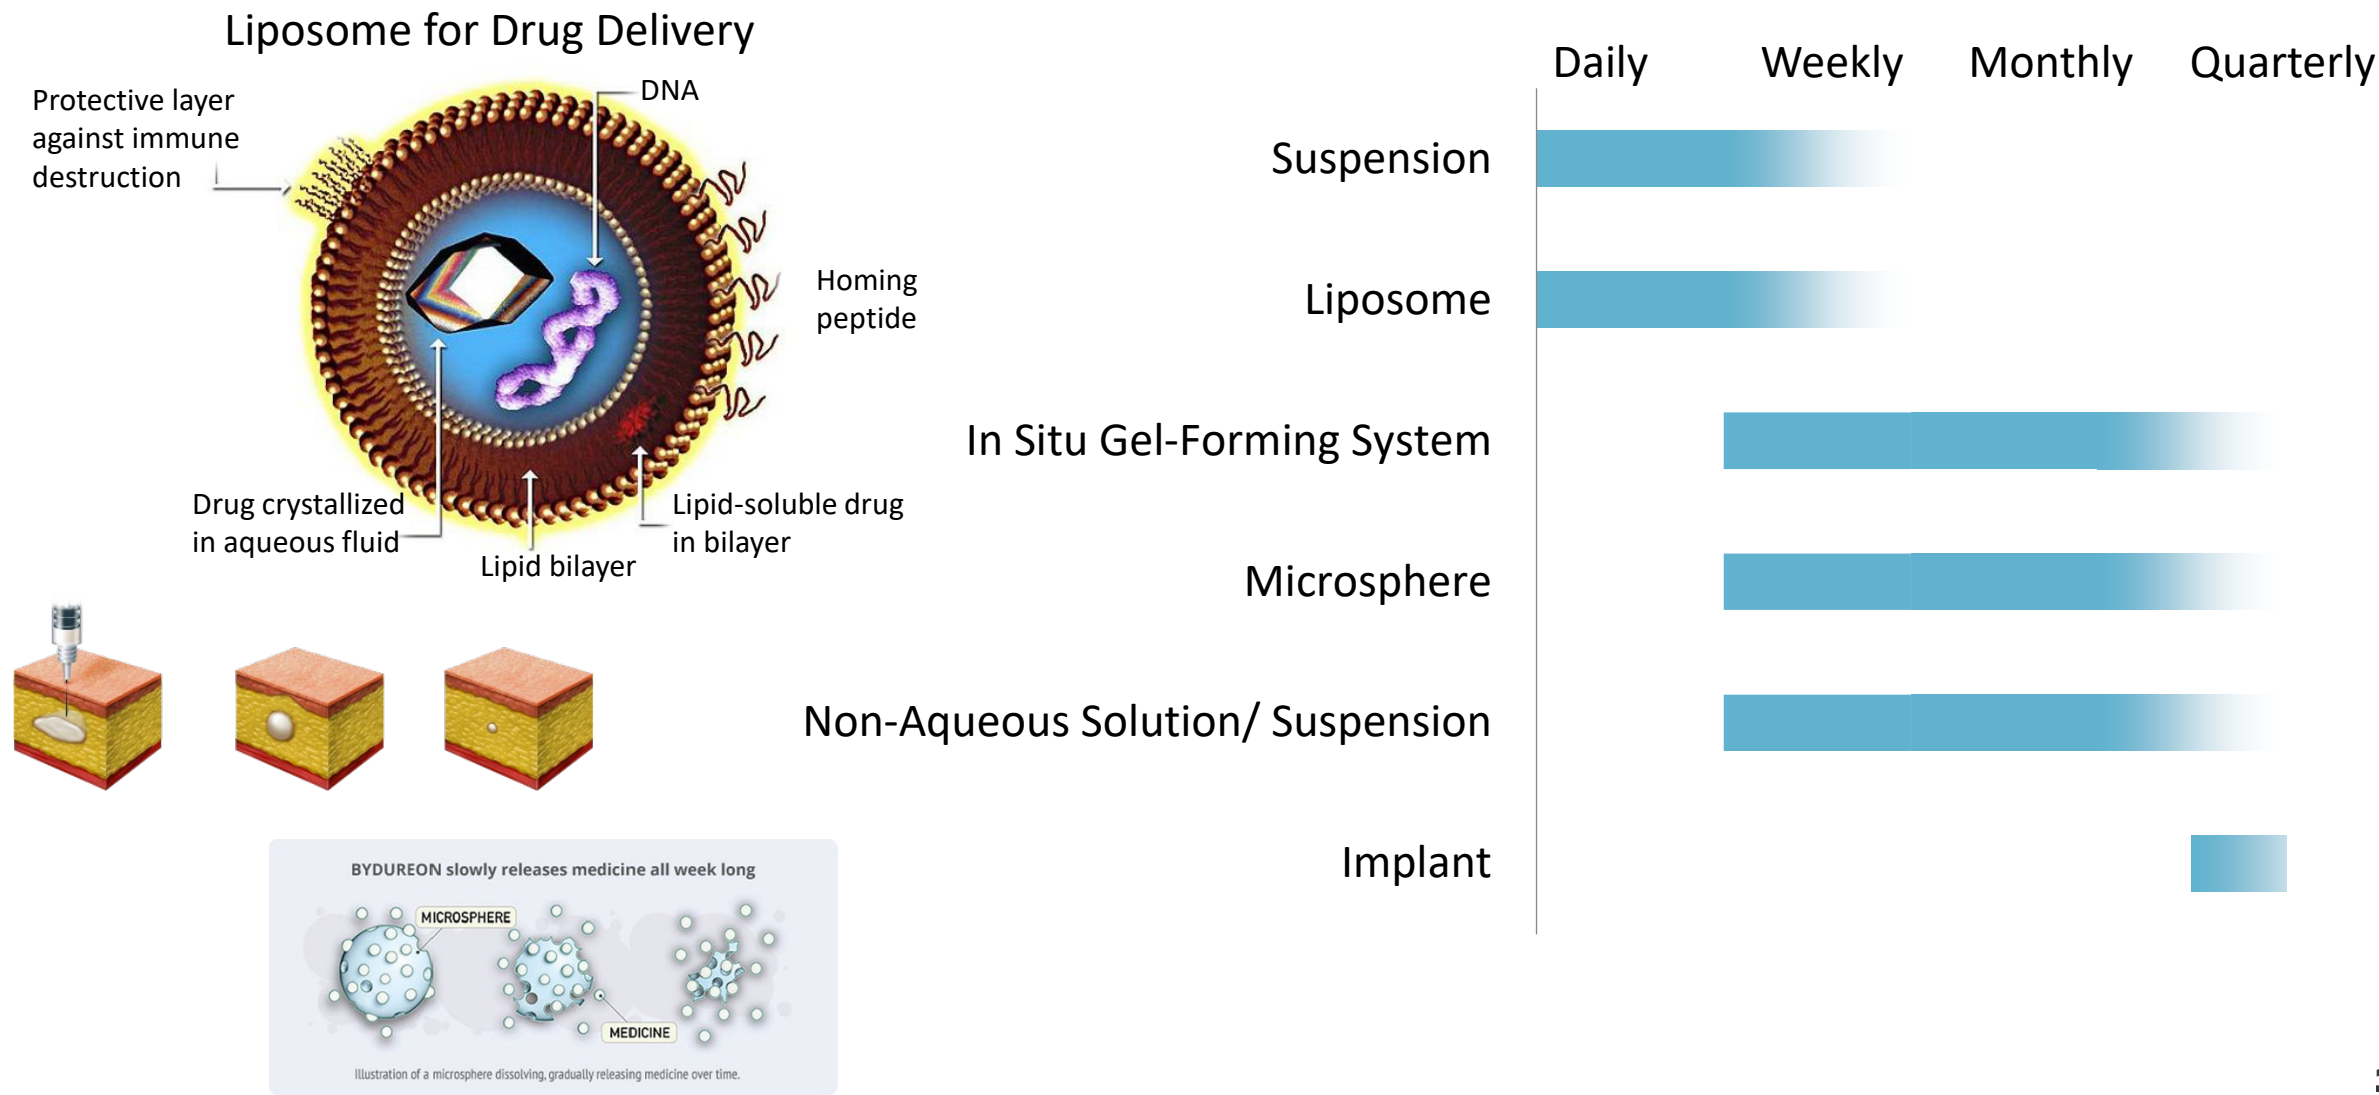 Liposome for Drug Delivery
Protective layer
against immune
destruction
DNA
Homing
peptide
Drug crystallized
in aqueous fluid
Lipid bilayer
Lipid-soluble drug
in bilayer
BYDUREON slowly releases medicine all week long
MICROSPHERE
MEDICINE
Illustration of a microsphere dissolving, gradually releasing medicine over time.
Daily Weekly Monthly Quarterly
Suspension
Liposome
In Situ Gel-Forming System
Microsphere
Non-Aqueous Solution/ Suspension
Implant